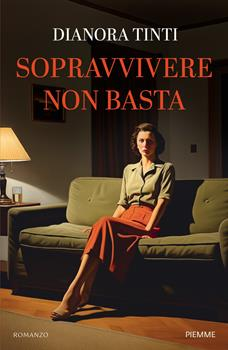 DIANORA TINTI
SOPRAVVIVERE
NON BASTA
ROMANZO
PIEMME